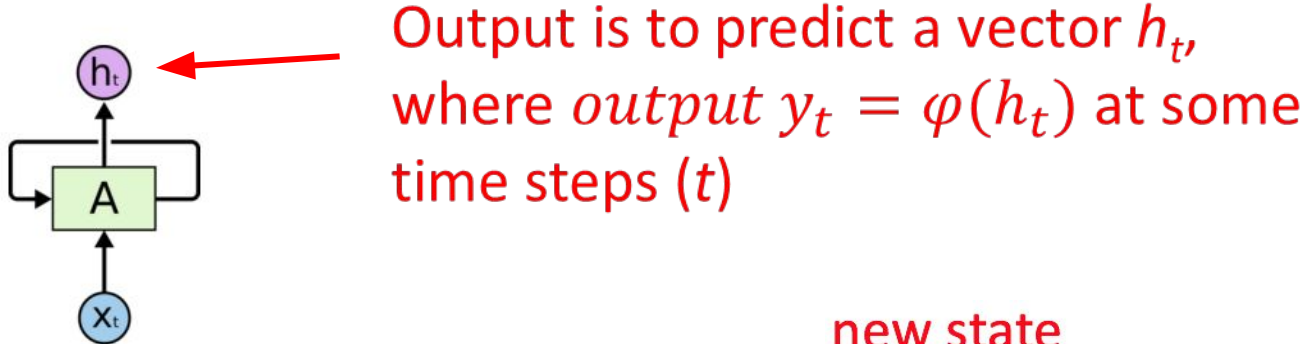 Output is to predict a vector hₜ,
where output yₜ = φ(hₜ) at some
time steps (t)
hₜ
A
xₜ
new state